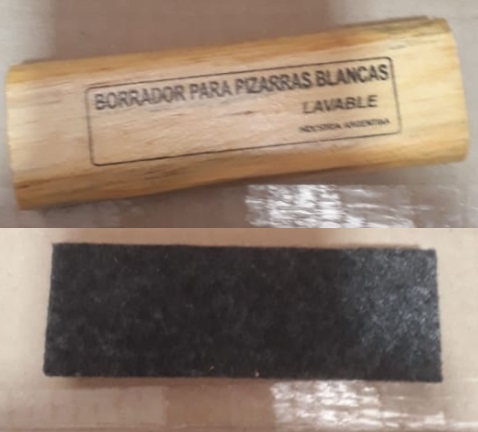 BORRADOR PARA PIZARRAS BLANCAS
LAVABLE
INDUSTRIA ARGENTINA